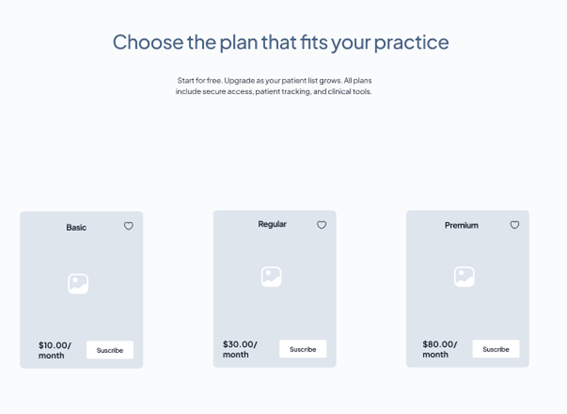 Choose the plan that fits your practice
Start for free. Upgrade as your patient list grows. All plans
include secure access, patient tracking, and clinical tools.
Basic
$10.00/
month
Suscribe
Regular
$30.00/
month
Suscribe
Premium
$80.00/
month
Suscribe